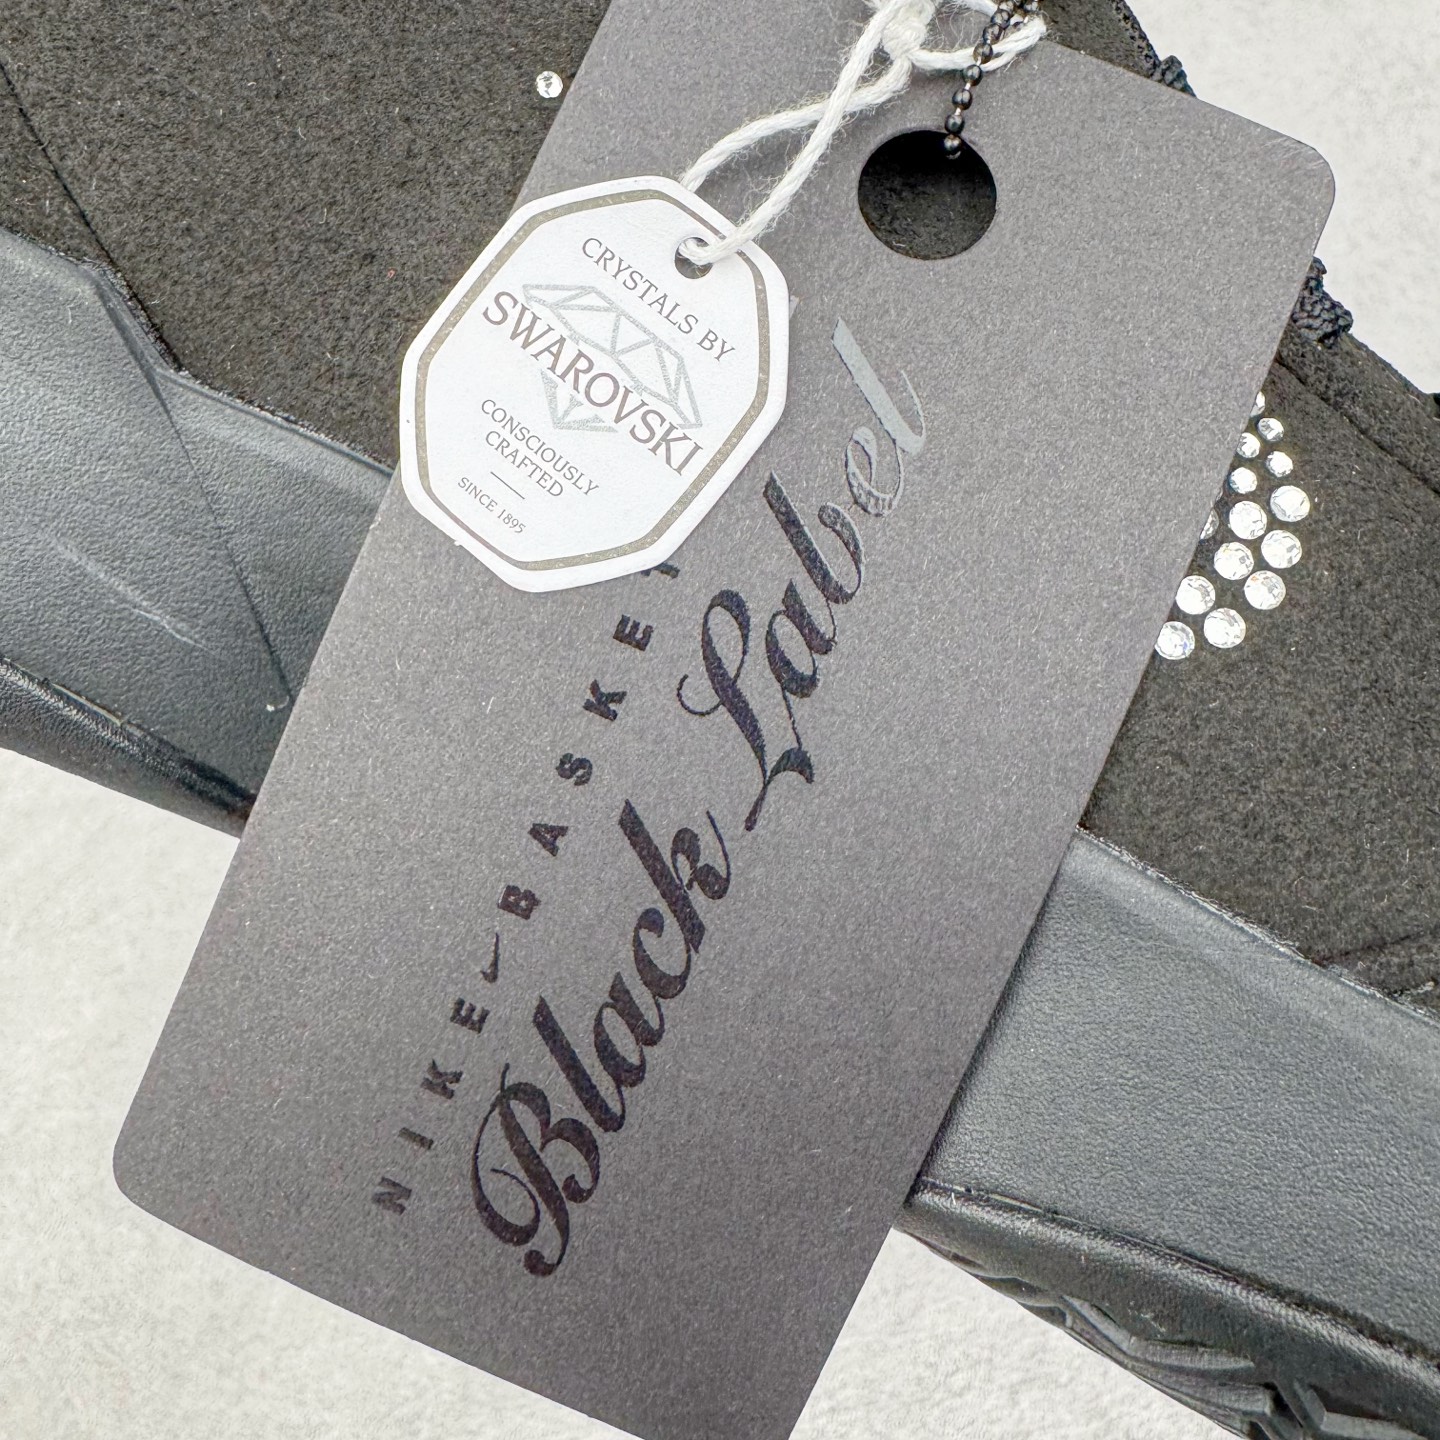 CRYSTALS BY
SWAROVSKI
CONSCIOUSLY
CRAFTED
SINCE 1895
NIKE BASKET
Black Label